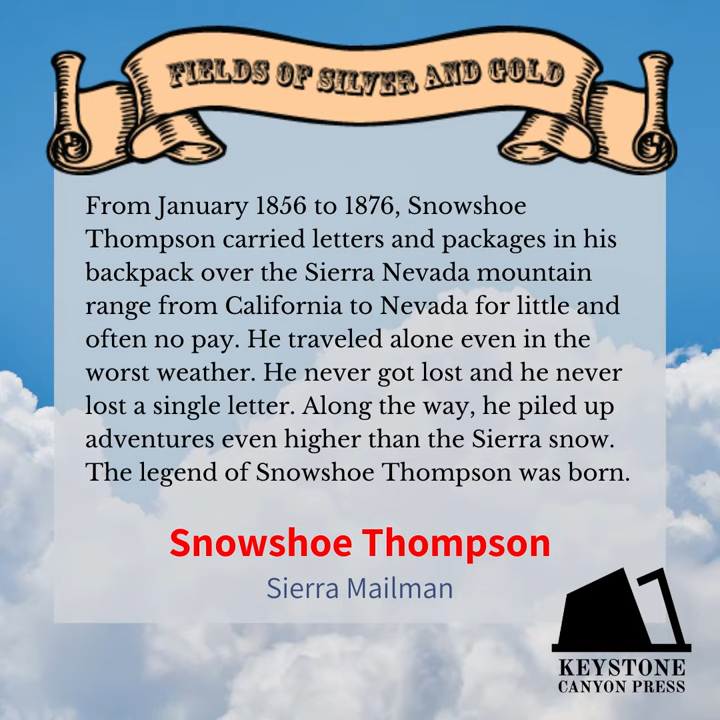 FIELDS OF SILVER AND GOLD
From January 1856 to 1876, Snowshoe
Thompson carried letters and packages in his
backpack over the Sierra Nevada mountain
range from California to Nevada for little and
often no pay. He traveled alone even in the
worst weather. He never got lost and he never
lost a single letter. Along the way, he piled up
adventures even higher than the Sierra snow.
The legend of Snowshoe Thompson was born.
Snowshoe Thompson
Sierra Mailman
KEYSTONE
CANYON PRESS